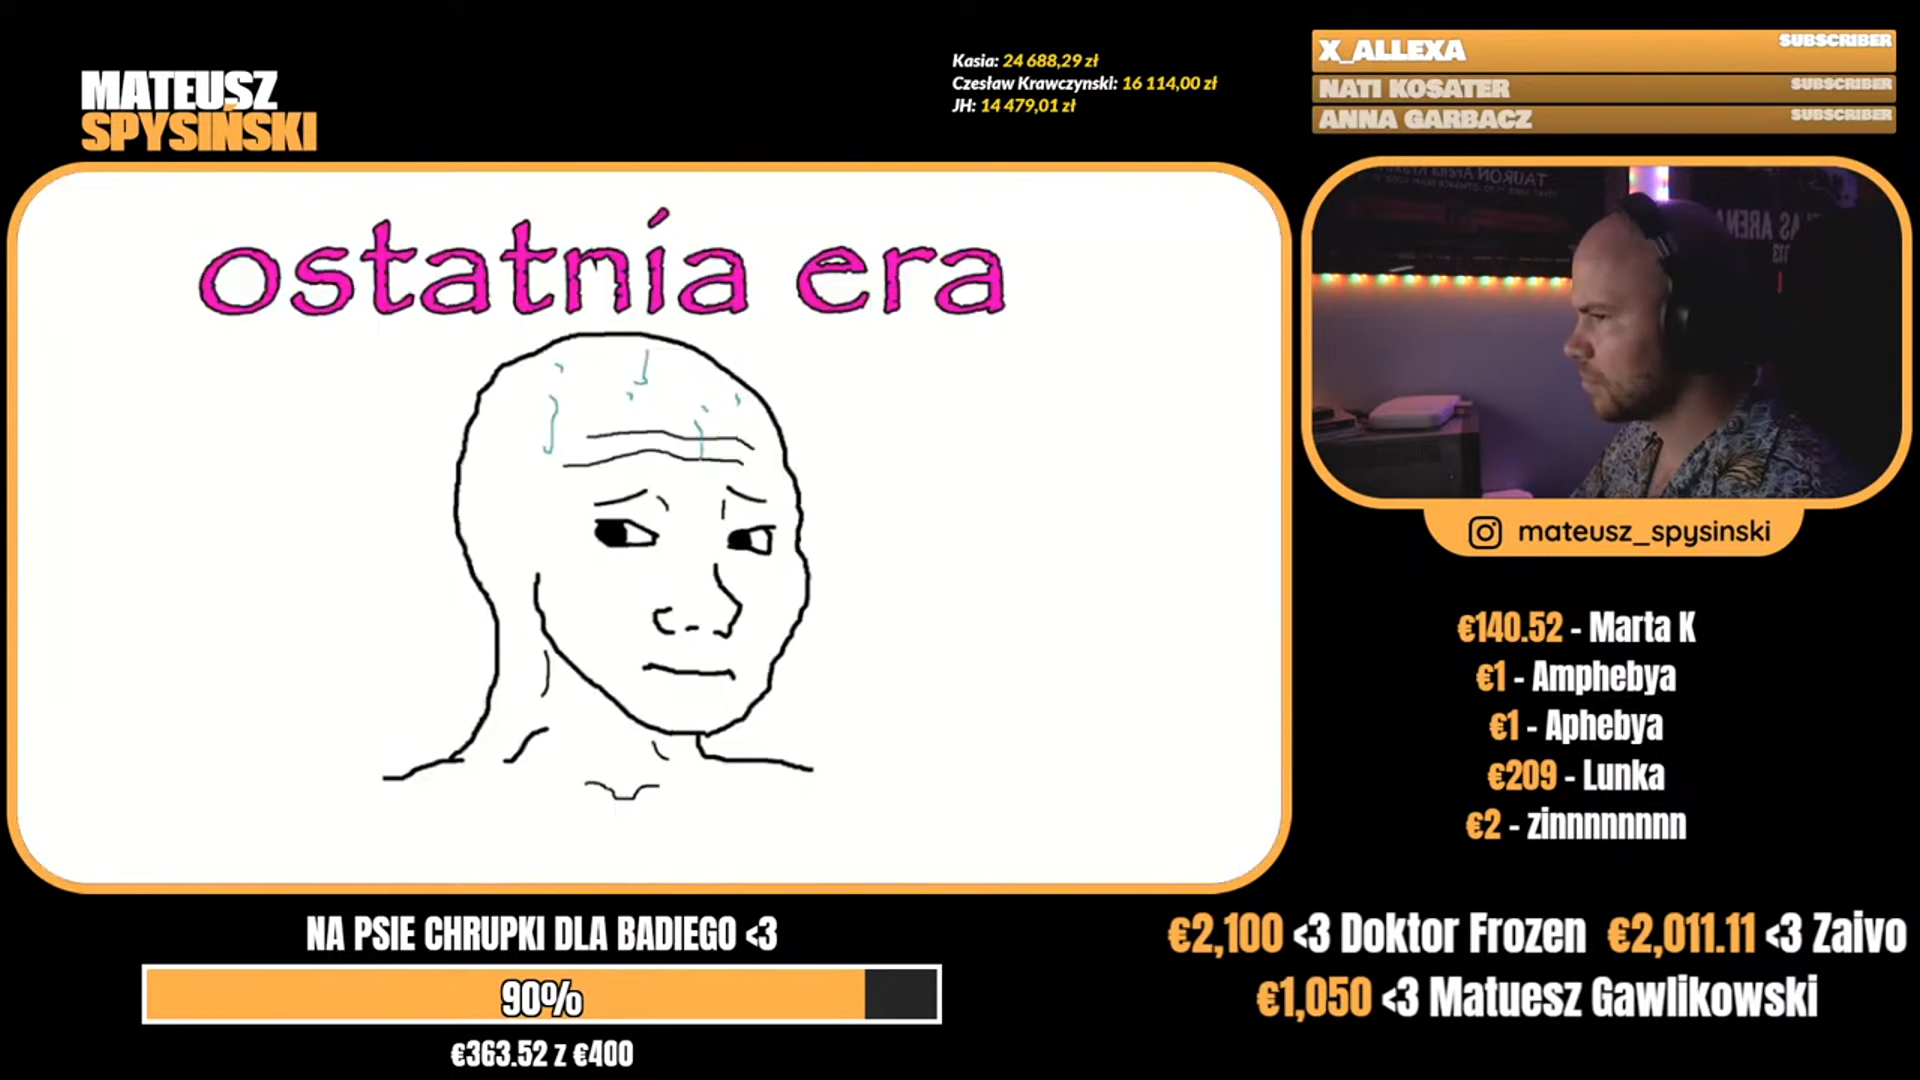 MATEUSZ
SPYSIŃSKI
Kasia: 24 688,29 zł
Czesław Krawczynski: 16 114,00 zł
JH: 14 479,01 zł
X_ALLEXA SUBSCRIBER
NATI KOSATER SUBSCRIBER
ANNA GARBACZ SUBSCRIBER
ostatnia era
TAURON Arena
mateusz_spysinski
€140.52 - Marta K
€1 - Amphebya
€1 - Aphebya
€209 - Lunka
€2 - zinnnnnnnn
NA PSIE CHRUPKI DLA BADIEGO <3
90%
€363.52 z €400
€2,100 <3 Doktor Frozen €2,011.11 <3 Zaivo
€1,050 <3 Matuesz Gawlikowski